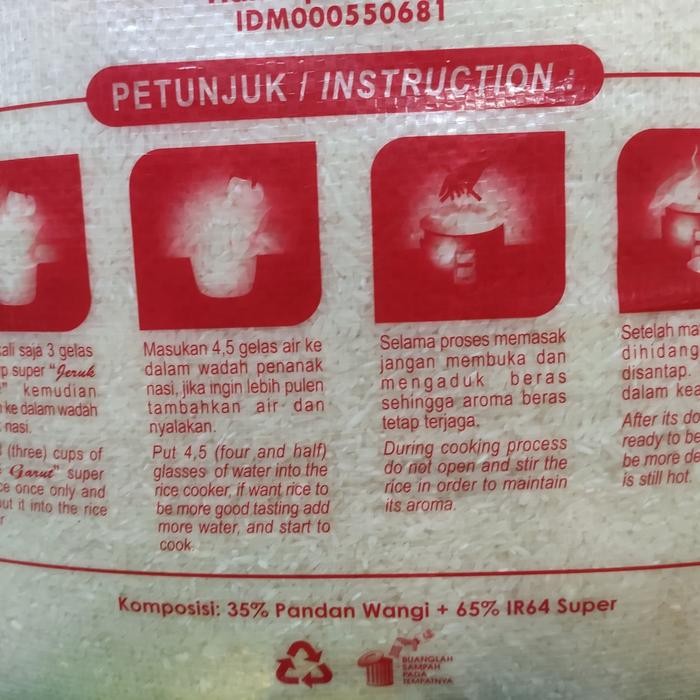 IDM000550681
PETUNJUK / INSTRUCTION :
kali saja 3 gelas
super "Jeruk
" kemudian
ke dalam wadah
nasi.
(three) cups of
Garut" super
once only and
put it into the rice
Masukan 4,5 gelas air ke
dalam wadah penanak
nasi, jika ingin lebih pulen
tambahkan air dan
nyalakan.
Put 4,5 (four and half)
glasses of water into the
rice cooker, if want rice to
be more good tasting add
more water, and start to
cook.
Selama proses memasak
jangan membuka dan
mengaduk beras
sehingga aroma beras
tetap terjaga.
During cooking process
do not open and stir the
rice in order to maintain
its aroma.
Setelah ma
dihidang
disantap.
dalam ke
After its do
ready to be
be more de
is still hot.
Komposisi: 35% Pandan Wangi + 65% IR64 Super
BUANGLAH
SAMPAH
PADA
TEMPATNYA